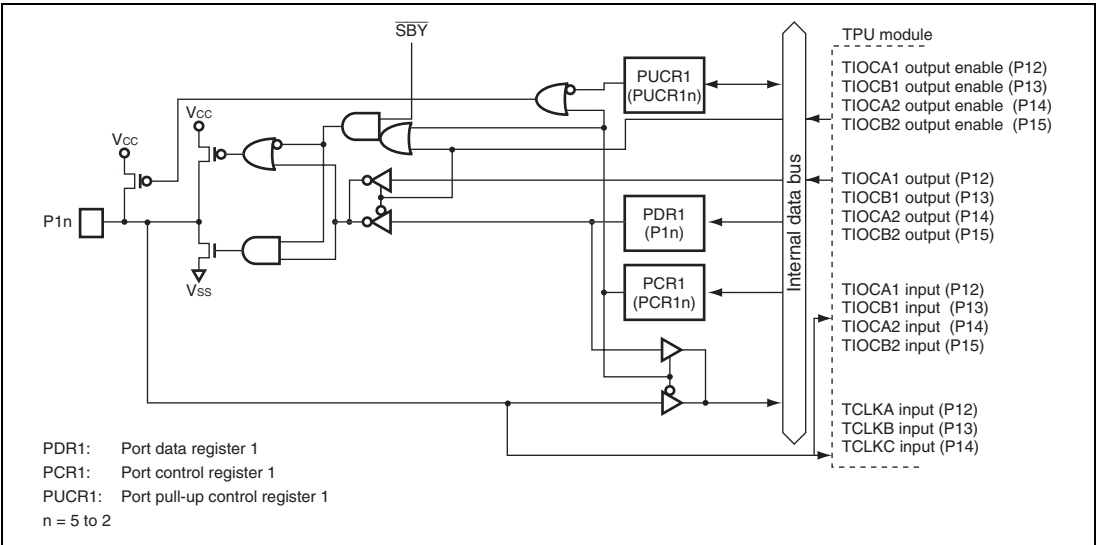 SBY
TPU module
TIOCA1 output enable (P12)
TIOCB1 output enable (P13)
TIOCA2 output enable (P14)
TIOCB2 output enable (P15)
PUCR1
(PUCR1n)
VCC
VCC
TIOCA1 output (P12)
TIOCB1 output (P13)
TIOCA2 output (P14)
TIOCB2 output (P15)
P1n
PDR1
(P1n)
Internal data bus
PCR1
(PCR1n)
VSS
TIOCA1 input (P12)
TIOCB1 input (P13)
TIOCA2 input (P14)
TIOCB2 input (P15)
TCLKA input (P12)
TCLKB input (P13)
TCLKC input (P14)
PDR1: Port data register 1
PCR1: Port control register 1
PUCR1: Port pull-up control register 1
n = 5 to 2